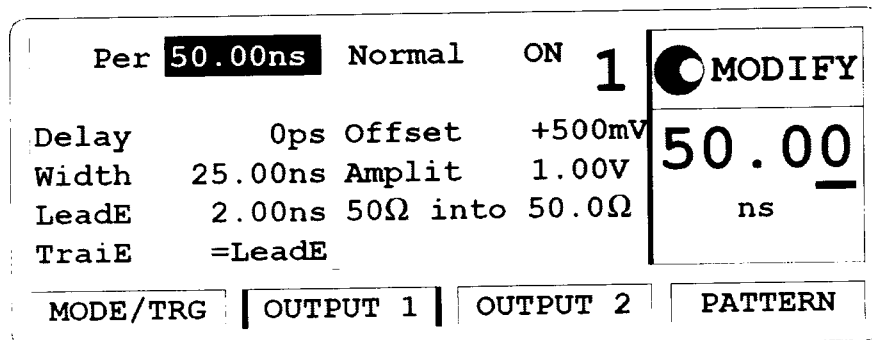 Per 50.00ns Normal ON 1 MODIFY
Delay 0ps Offset +500mV 50.00
Width 25.00ns Amplit 1.00V
LeadE 2.00ns 50Ω into 50.0Ω ns
TraiE =LeadE
MODE/TRG OUTPUT 1 OUTPUT 2 PATTERN